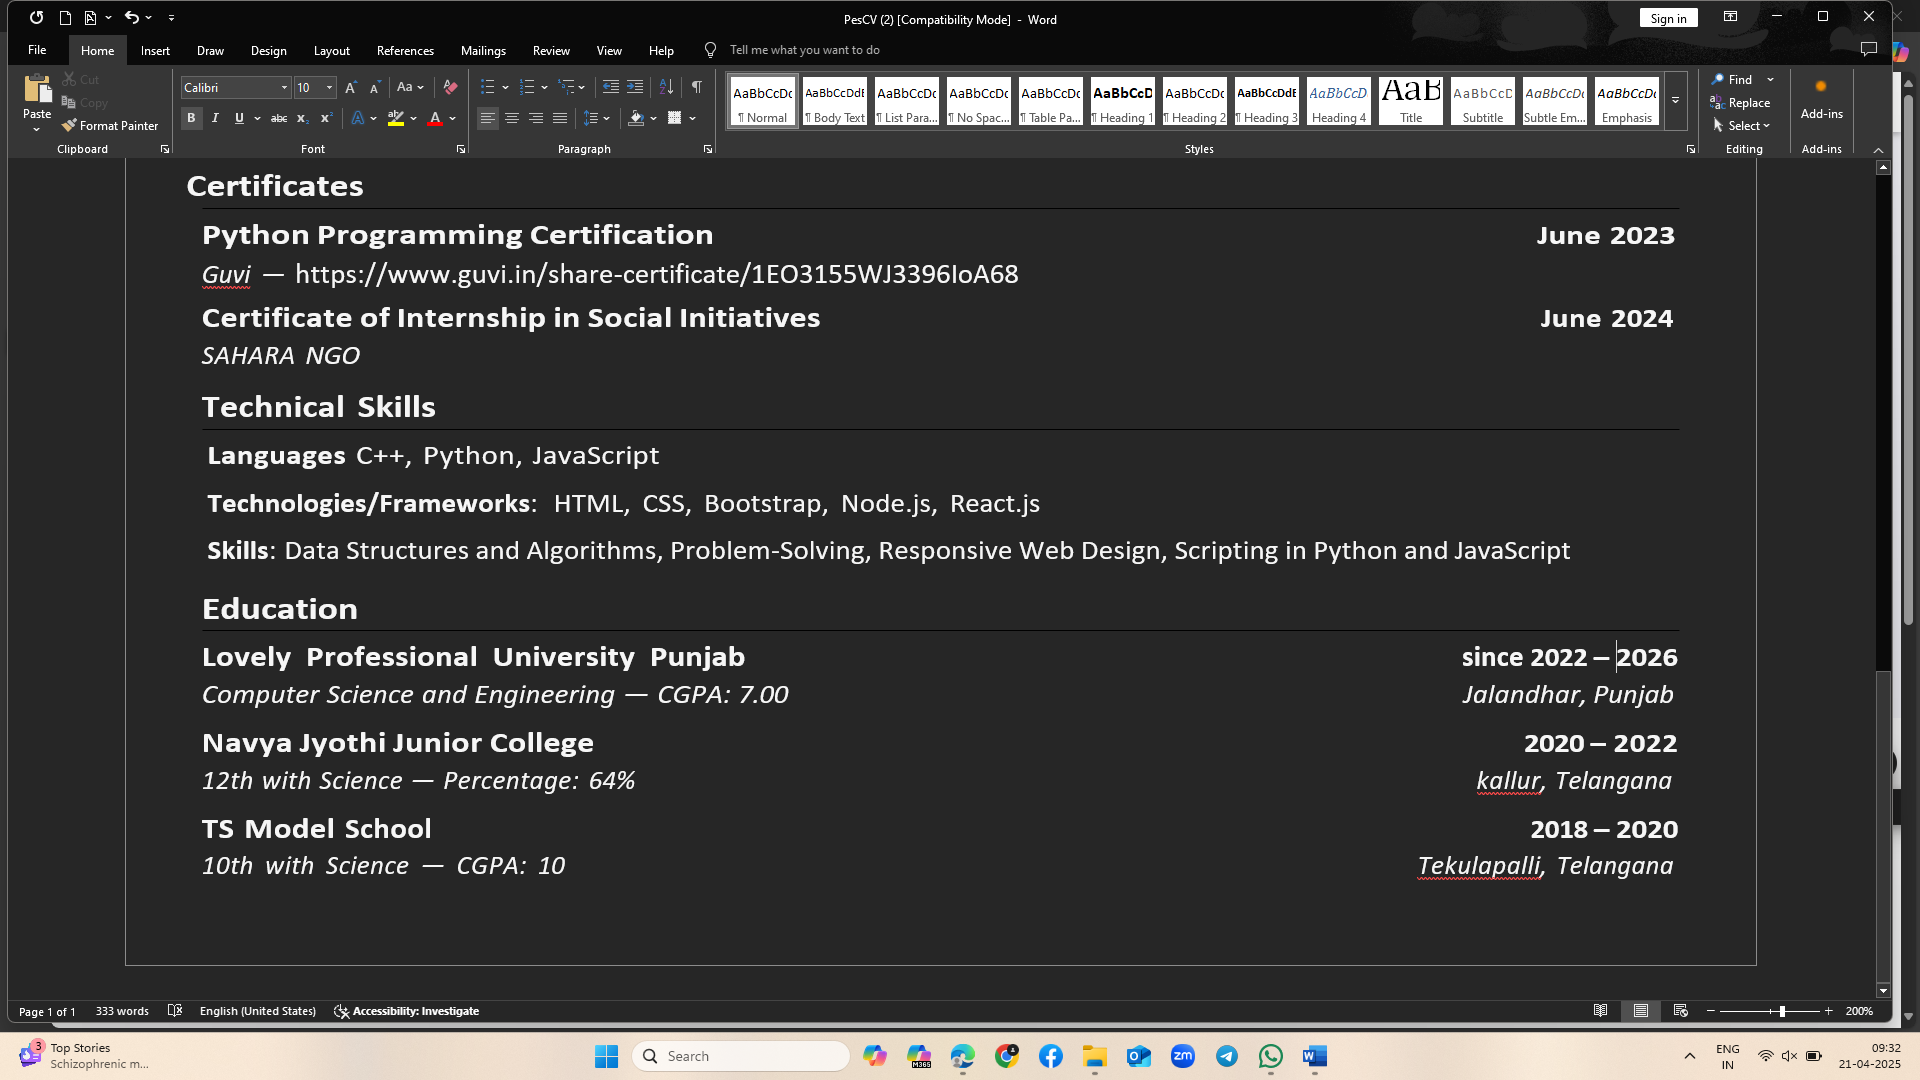 PesCV (2) [Compatibility Mode] - Word
Sign in
File Home Insert Draw Design Layout References Mailings Review View Help Tell me what you want to do
Paste
Cut
Copy
Format Painter
Clipboard
Calibri 10
Font
Paragraph
AaBbCcDc AaBbCcDdE AaBbCcDc AaBbCcDc AaBbCcDc AaBbCcD AaBbCcDc AaBbCcDdE AaBbCcD AaB AaBbCcD AaBbCcDc AaBbCcDc
¶ Normal ¶ Body Text ¶ List Para... ¶ No Spac... ¶ Table Pa... ¶ Heading 1 ¶ Heading 2 ¶ Heading 3 Heading 4 Title Subtitle Subtle Em... Emphasis
Styles
Find
Replace
Select
Editing
Add-ins
Add-ins
Certificates
Python Programming Certification June 2023
Guvi — https://www.guvi.in/share-certificate/1EO3155WJ3396IoA68
Certificate of Internship in Social Initiatives June 2024
SAHARA NGO
Technical Skills
Languages C++, Python, JavaScript
Technologies/Frameworks: HTML, CSS, Bootstrap, Node.js, React.js
Skills: Data Structures and Algorithms, Problem-Solving, Responsive Web Design, Scripting in Python and JavaScript
Education
Lovely Professional University Punjab since 2022 – 2026
Computer Science and Engineering — CGPA: 7.00 Jalandhar, Punjab
Navya Jyothi Junior College 2020 – 2022
12th with Science — Percentage: 64% kallur, Telangana
TS Model School 2018 – 2020
10th with Science — CGPA: 10 Tekulapalli, Telangana
Page 1 of 1 333 words English (United States) Accessibility: Investigate 200%
3 Top Stories
Schizophrenic m...
Search
ENG
IN
09:32
21-04-2025